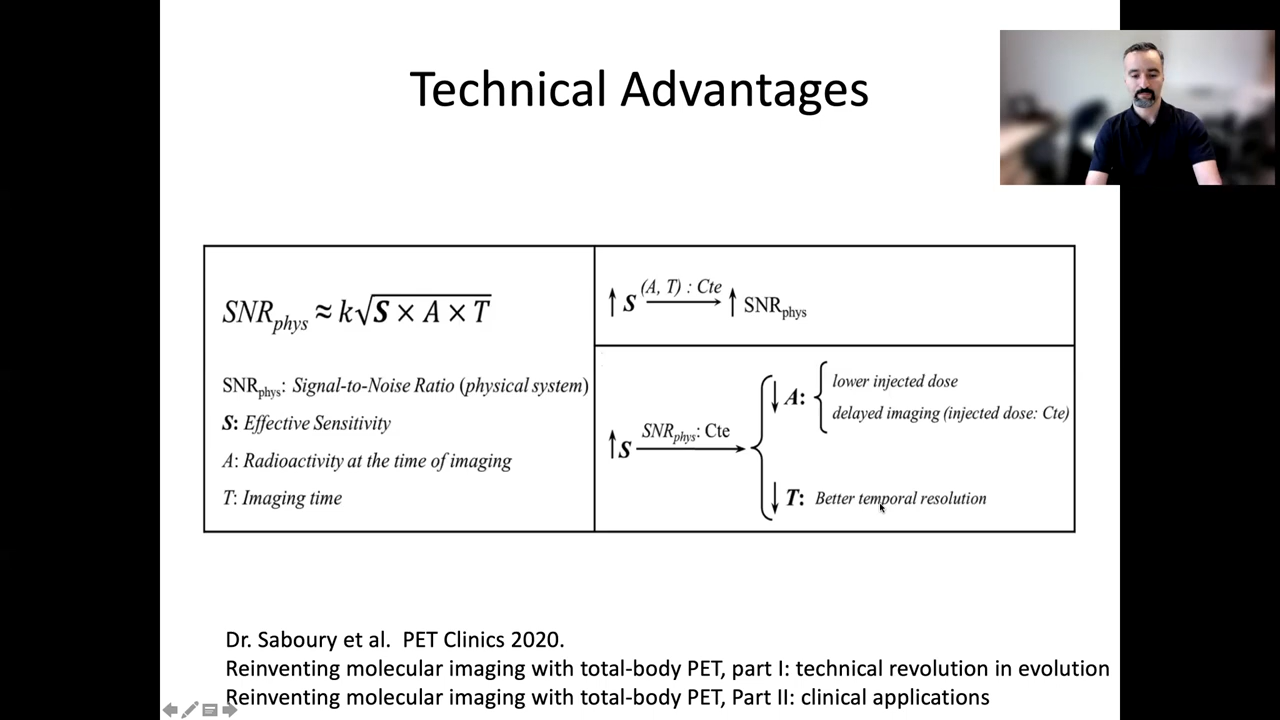 Technical Advantages
SNRphys ≈ k√S × A × T
SNRphys: Signal-to-Noise Ratio (physical system)
S: Effective Sensitivity
A: Radioactivity at the time of imaging
T: Imaging time
(A, T) : Cte
↑ S → ↑ SNRphys
SNRphys: Cte
↑S →
↓ A:
lower injected dose
delayed imaging (injected dose: Cte)
↓ T: Better temporal resolution
Dr. Saboury et al. PET Clinics 2020.
Reinventing molecular imaging with total-body PET, part I: technical revolution in evolution
Reinventing molecular imaging with total-body PET, Part II: clinical applications